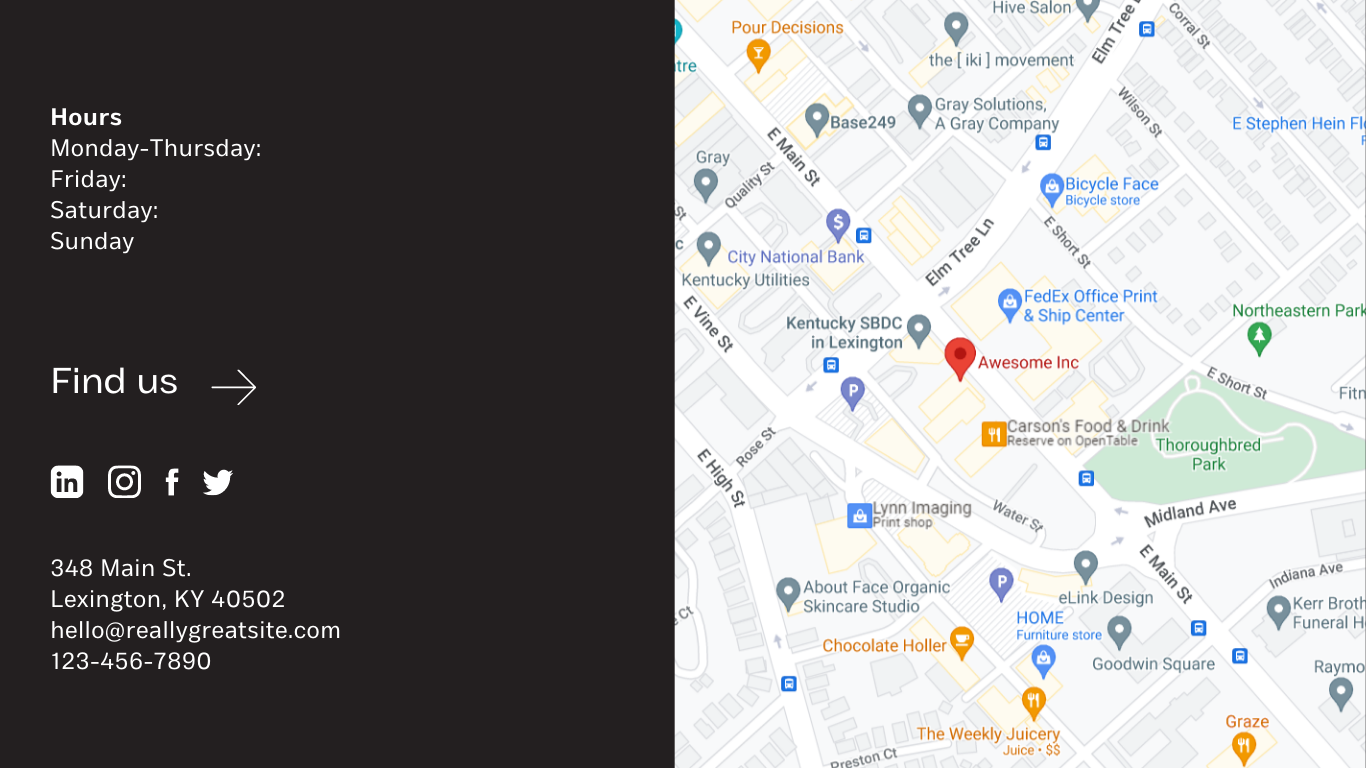 Hours
Monday-Thursday:
Friday:
Saturday:
Sunday
Find us
in
f
348 Main St.
Lexington, KY 40502
hello@reallygreatsite.com
123-456-7890
Hive Salon
Pour Decisions
tre
the [ iki ] movement
Elm Tree
Corral St
Gray Solutions,
A Gray Company
Base249
Wilson St
E Stephen Hein Fl
E Main St
Gray
Quality St
St
Bicycle Face
Bicycle store
$
City National Bank
c
Kentucky Utilities
Elm Tree Ln
E Short St
E Vine St
FedEx Office Print
& Ship Center
Northeastern Park
Kentucky SBDC
in Lexington
Awesome Inc
P
E Short St
Fitn
Carson's Food & Drink
Reserve on OpenTable
Thoroughbred
Park
Rose St
E High St
Lynn Imaging
Print shop
Water St
Midland Ave
E Main St
Indiana Ave
About Face Organic
Skincare Studio
P
eLink Design
Kerr Broth
Funeral H
e Ct
HOME
Furniture store
Chocolate Holler
Goodwin Square
Raymo
The Weekly Juicery
Juice • $$
Graze
Preston Ct